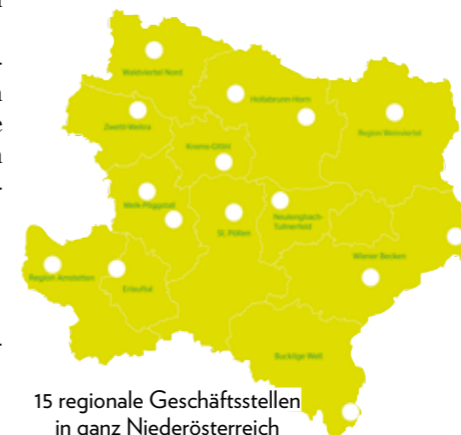 Waldviertel Nord
Hollabrunn-Horn
Region Weinviertel
Zwettl-Weitra
Krems-Gföhl
Melk-Pöggstall
St. Pölten
Neulengbach-
Tullnerfeld
Wiener Becken
Region Amstetten
Erlauftal
Bucklige Welt
15 regionale Geschäftsstellen
in ganz Niederösterreich